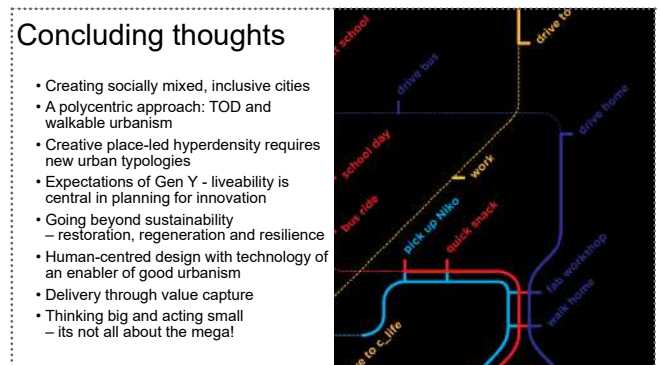 Concluding thoughts
• Creating socially mixed, inclusive cities
• A polycentric approach: TOD and
walkable urbanism
• Creative place-led hyperdensity requires
new urban typologies
• Expectations of Gen Y - liveability is
central in planning for innovation
• Going beyond sustainability
– restoration, regeneration and resilience
• Human-centred design with technology of
an enabler of good urbanism
• Delivery through value capture
• Thinking big and acting small
– its not all about the mega!
school
drive to
drive bus
drive home
school day
work
bus ride
pick up Niko
quick snack
fab workshop
walk home
to c_life